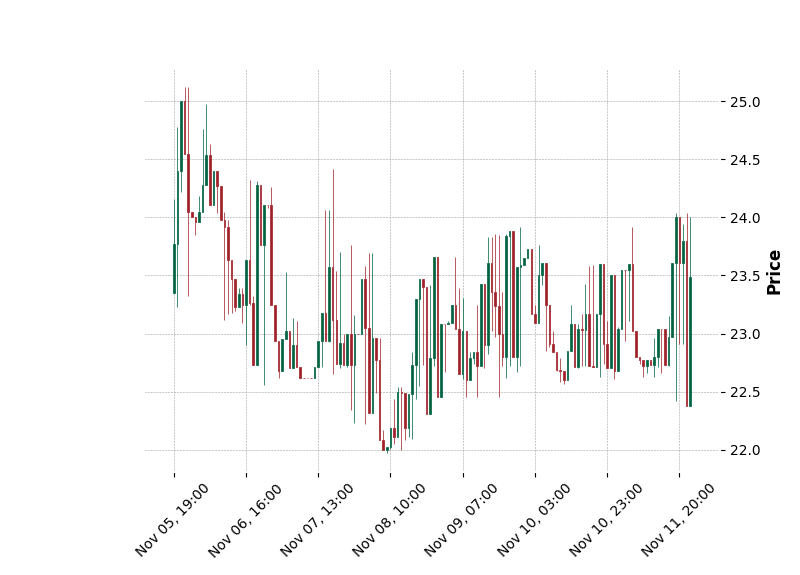 25.0
24.5
24.0
23.5
23.0
22.5
22.0
Price
Nov 05, 19:00
Nov 06, 16:00
Nov 07, 13:00
Nov 08, 10:00
Nov 09, 07:00
Nov 10, 03:00
Nov 10, 23:00
Nov 11, 20:00